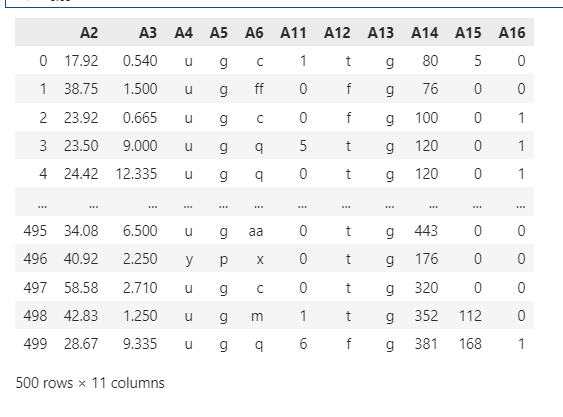 A2 A3 A4 A5 A6 A11 A12 A13 A14 A15 A16
0 17.92 0.540 u g c 1 t g 80 5 0
1 38.75 1.500 u g ff 0 f g 76 0 0
2 23.92 0.665 u g c 0 f g 100 0 1
3 23.50 9.000 u g q 5 t g 120 0 1
4 24.42 12.335 u g q 0 t g 120 0 1
... ... ... ... ... ... ... ... ... ... ... ...
495 34.08 6.500 u g aa 0 t g 443 0 0
496 40.92 2.250 y p x 0 t g 176 0 0
497 58.58 2.710 u g c 0 t g 320 0 0
498 42.83 1.250 u g m 1 t g 352 112 0
499 28.67 9.335 u g q 6 f g 381 168 1
500 rows × 11 columns